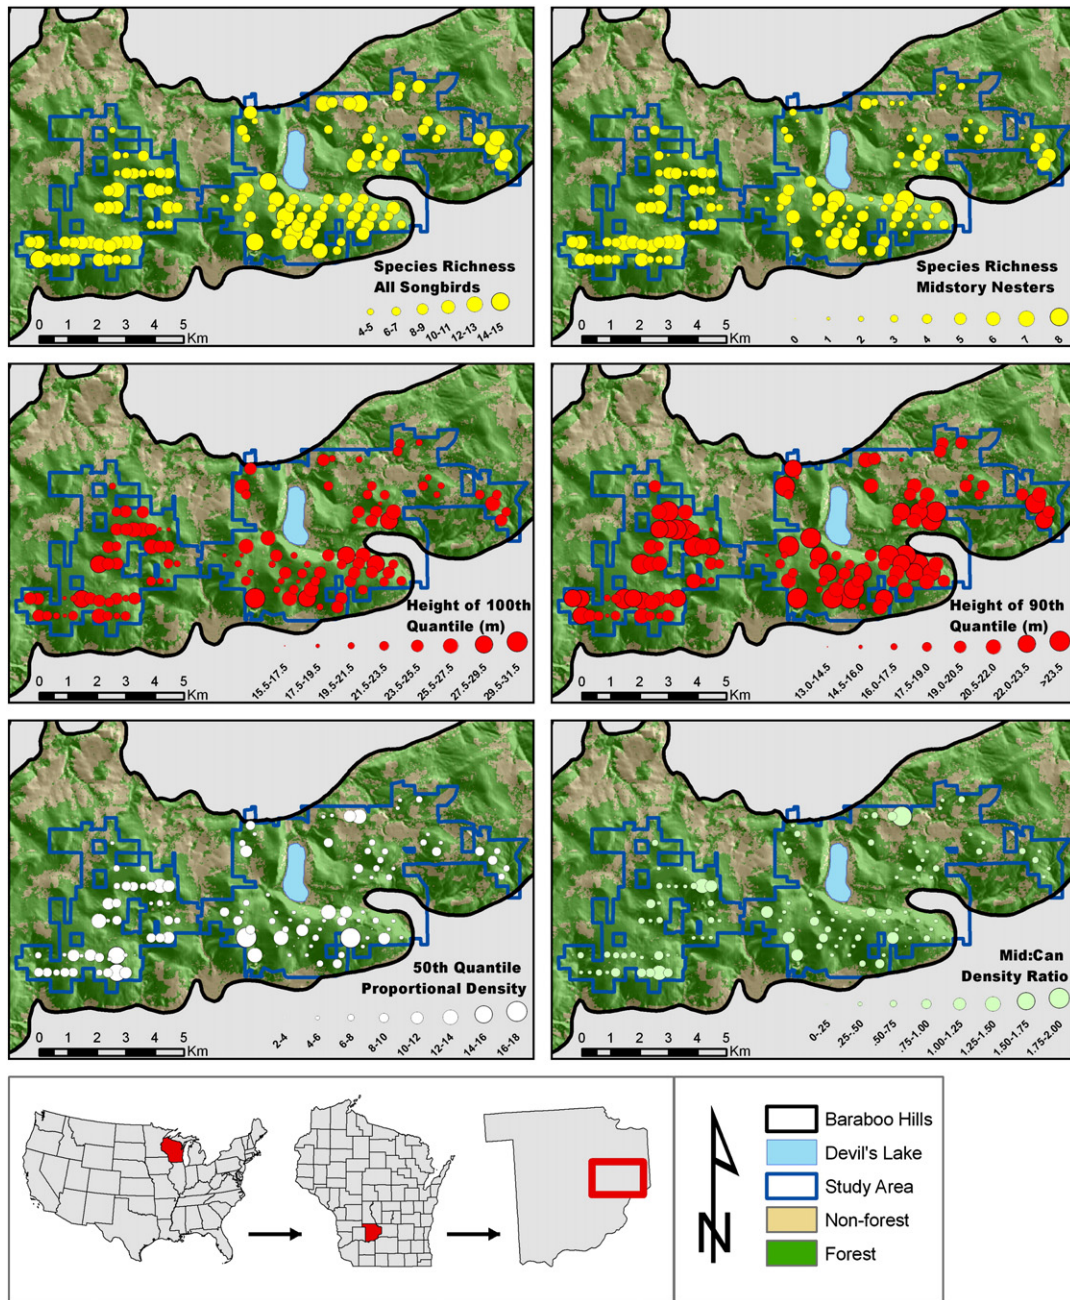 Species Richness
All Songbirds
4-5
6-7
8-9
10-11
12-13
14-15
0 1 2 3 4 5
Km
Species Richness
Midstory Nesters
0
1
2
3
4
5
6
7
8
0 1 2 3 4 5
Km
Height of 100th
Quantile (m)
15.5-17.5
17.5-19.5
19.5-21.5
21.5-23.5
23.5-25.5
25.5-27.5
27.5-29.5
29.5-31.5
0 1 2 3 4 5
Km
Height of 90th
Quantile (m)
13.0-14.5
14.5-16.0
16.0-17.5
17.5-19.0
19.0-20.5
20.5-22.0
22.0-23.5
>23.5
0 1 2 3 4 5
Km
50th Quantile
Proportional Density
2-4
4-6
6-8
8-10
10-12
12-14
14-16
16-18
0 1 2 3 4 5
Km
Mid:Can
Density Ratio
0-.25
.25-.50
.50-.75
.75-1.00
1.00-1.25
1.25-1.50
1.50-1.75
1.75-2.00
0 1 2 3 4 5
Km
N
Baraboo Hills
Devil's Lake
Study Area
Non-forest
Forest